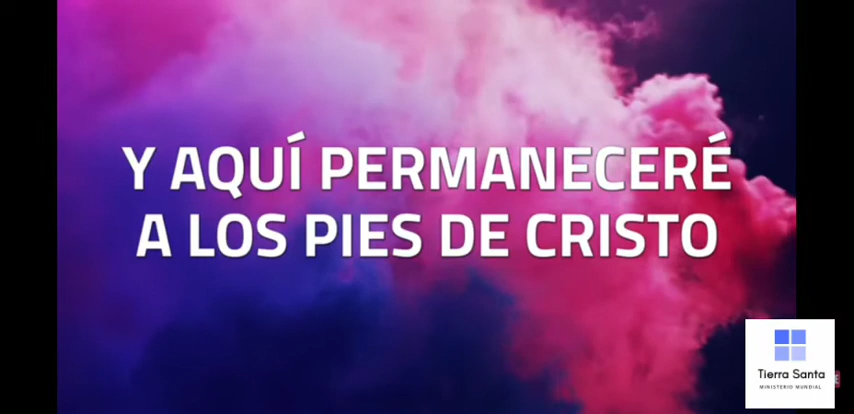 Y AQUÍ PERMANECERÉ
A LOS PIES DE CRISTO
Tierra Santa
MINISTERIO MUNDIAL